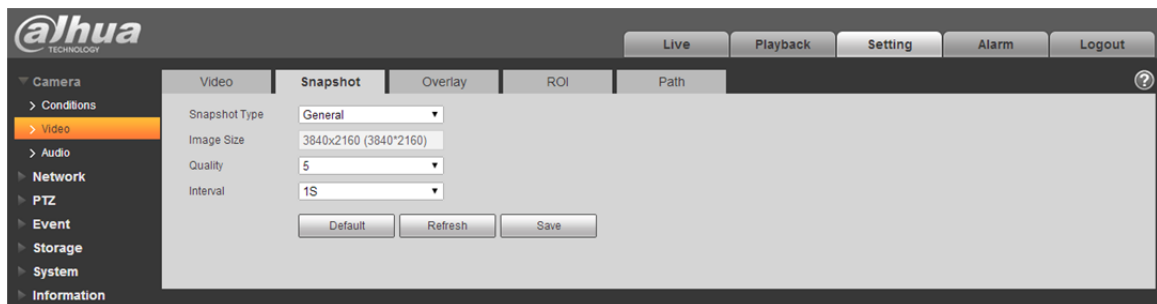 alhua
TECHNOLOGY
Live Playback Setting Alarm Logout
Camera
> Conditions
> Video
> Audio
Network
PTZ
Event
Storage
System
Information
Video Snapshot Overlay ROI Path ?
Snapshot Type General
Image Size 3840x2160 (3840*2160)
Quality 5
Interval 1S
Default Refresh Save